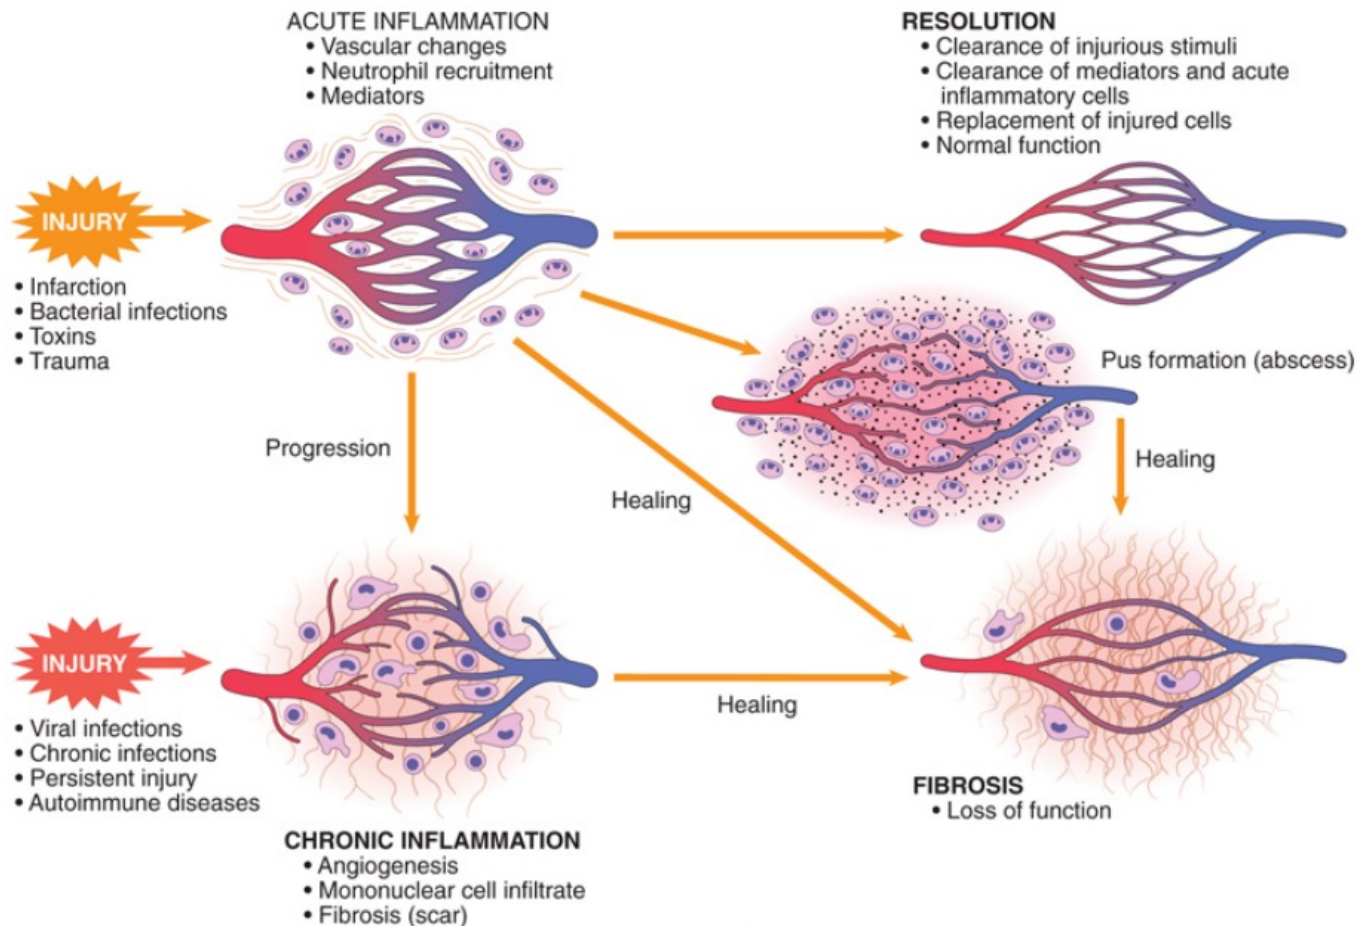 ACUTE INFLAMMATION
• Vascular changes
• Neutrophil recruitment
• Mediators
RESOLUTION
• Clearance of injurious stimuli
• Clearance of mediators and acute
inflammatory cells
• Replacement of injured cells
• Normal function
INJURY
• Infarction
• Bacterial infections
• Toxins
• Trauma
Pus formation (abscess)
Progression
Healing
Healing
INJURY
• Viral infections
• Chronic infections
• Persistent injury
• Autoimmune diseases
Healing
CHRONIC INFLAMMATION
• Angiogenesis
• Mononuclear cell infiltrate
• Fibrosis (scar)
FIBROSIS
• Loss of function